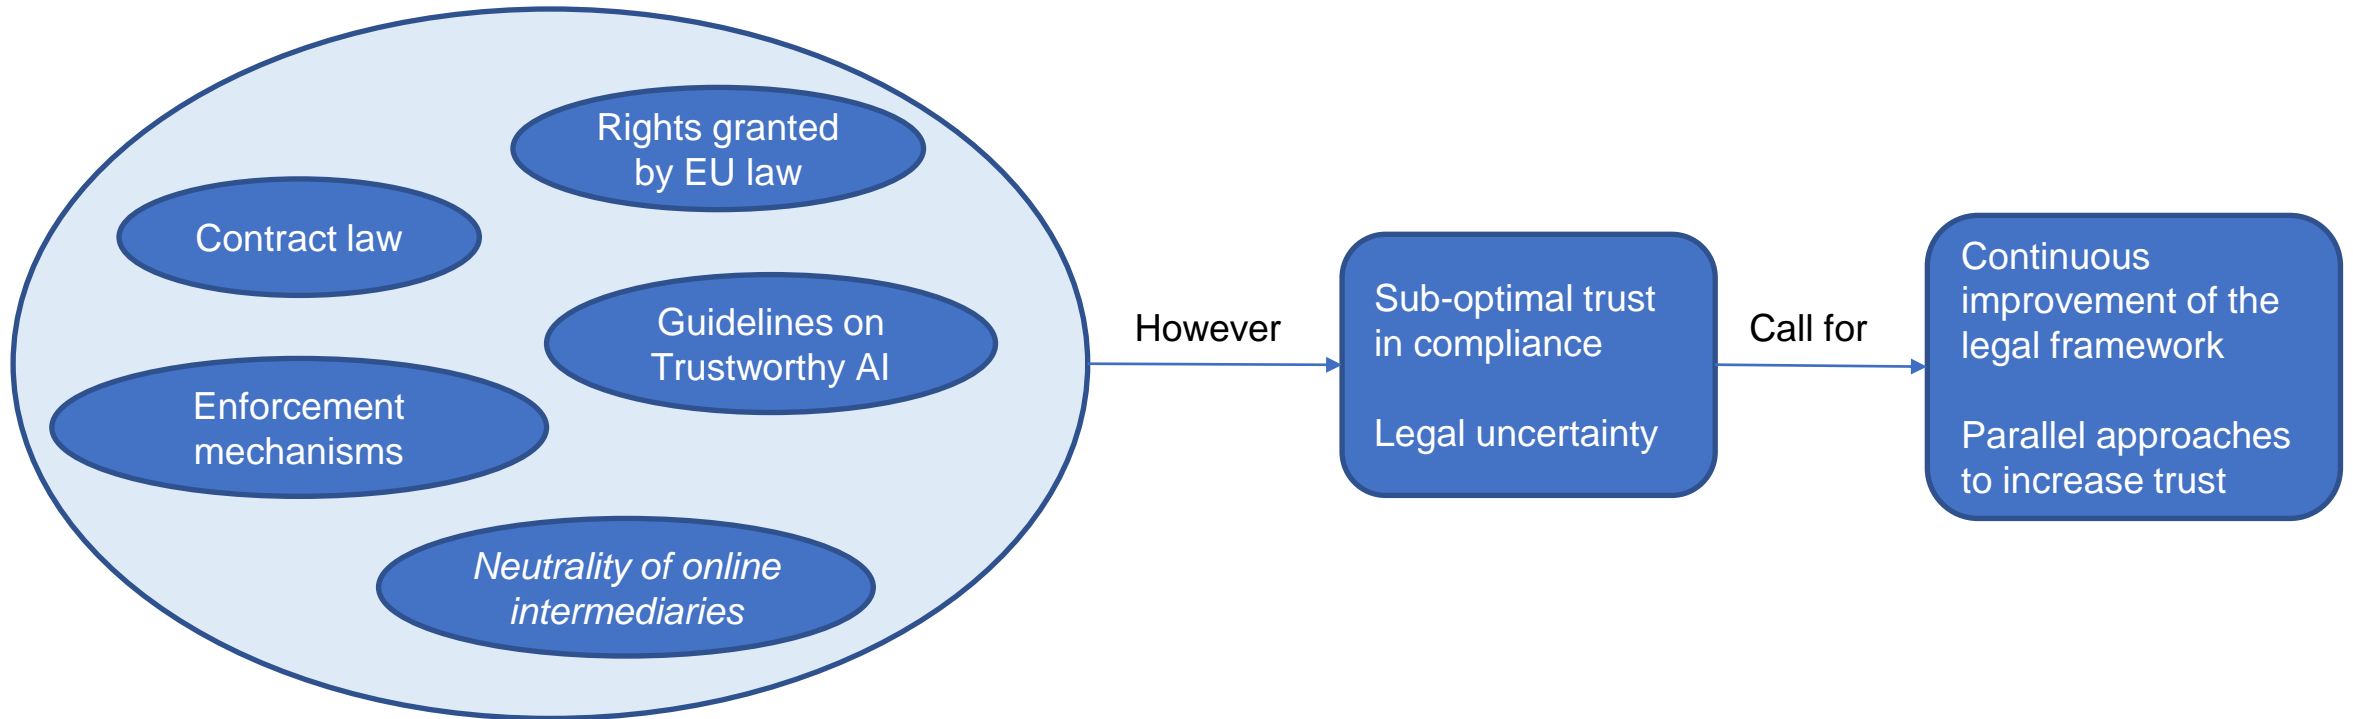 Rights granted
by EU law
Contract law
Guidelines on
Trustworthy AI
Enforcement
mechanisms
Neutrality of online
intermediaries
However
Sub-optimal trust
in compliance
Legal uncertainty
Call for
Continuous
improvement of the
legal framework
Parallel approaches
to increase trust